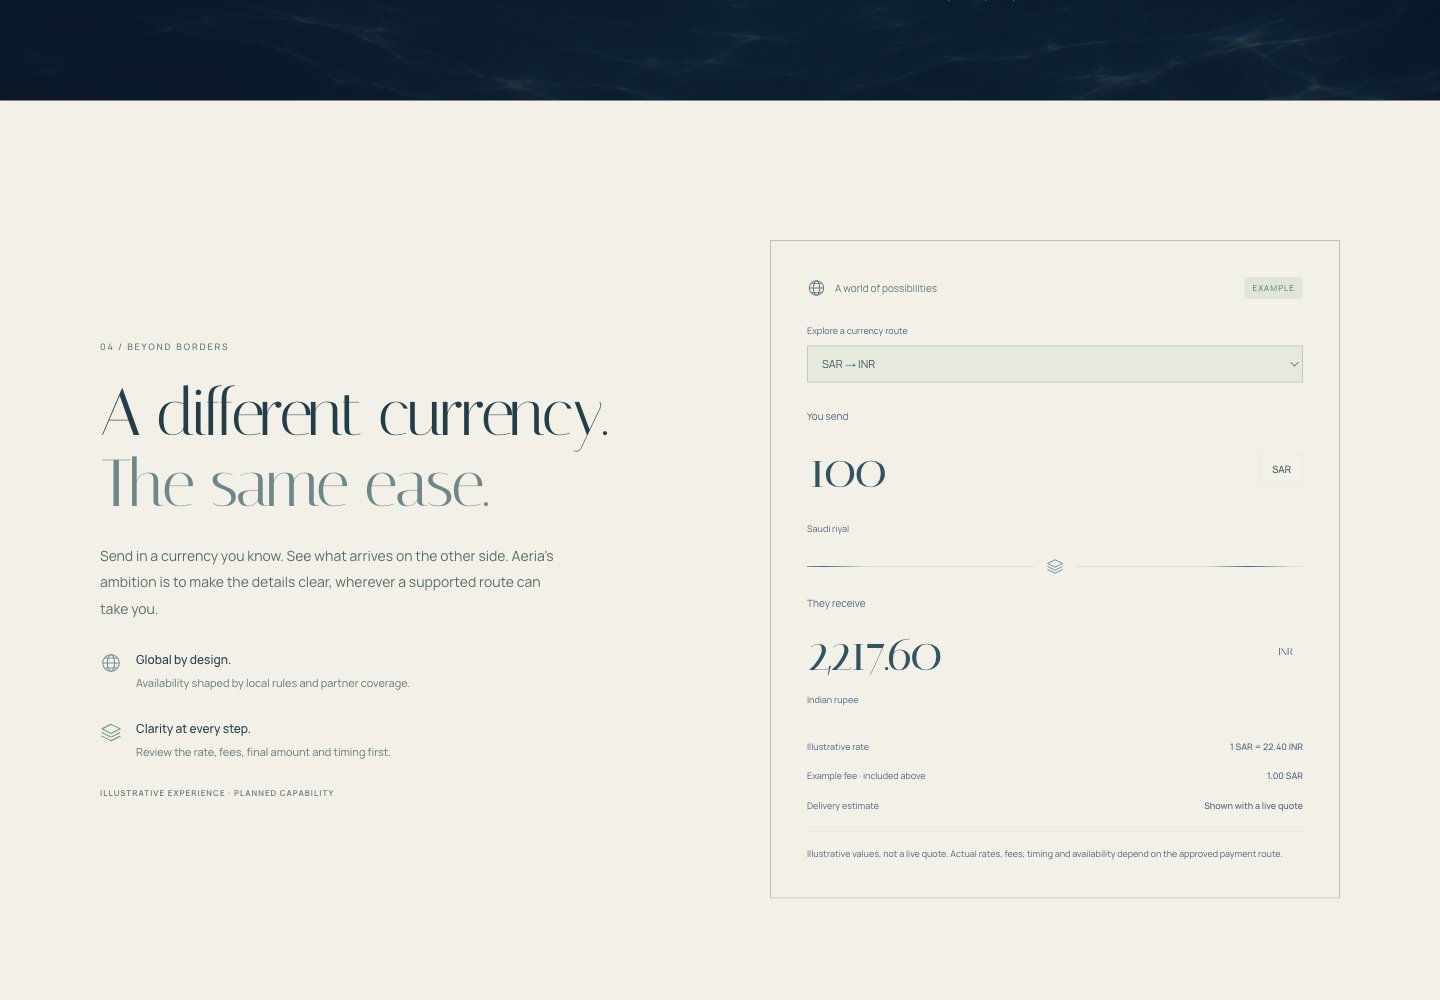 04 / BEYOND BORDERS
A different currency.
The same ease.
Send in a currency you know. See what arrives on the other side. Aeria's
ambition is to make the details clear, wherever a supported route can
take you.
Global by design.
Availability shaped by local rules and partner coverage.
Clarity at every step.
Review the rate, fees, final amount and timing first.
ILLUSTRATIVE EXPERIENCE · PLANNED CAPABILITY
A world of possibilities
EXAMPLE
Explore a currency route
SAR → INR
You send
100
SAR
Saudi riyal
They receive
2,217.60
INR
Indian rupee
Illustrative rate
1 SAR = 22.40 INR
Example fee · included above
1.00 SAR
Delivery estimate
Shown with a live quote
Illustrative values, not a live quote. Actual rates, fees, timing and availability depend on the approved payment route.